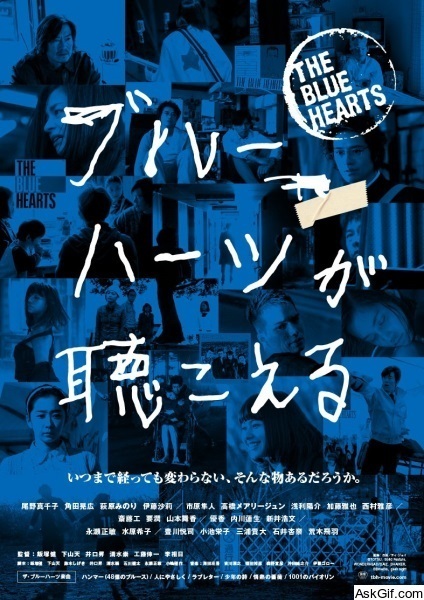 THE
BLUE
HEARTS
ブルー
THE
BLUE
HEARTS
ハーツが
聴こえる
いつまで経っても変わらない、そんな物あるだろうか。
尾野真千子 角田晃広 萩原みのり 伊藤沙莉 / 市原隼人 高橋メアリージュン 浅利陽介 加藤雅也 西村雅彦
斎藤工 要潤 山本舞香 / 優香 内川蓮生 新井浩文
永瀬正敏 水原希子 / 豊川悦司 小池栄子 三浦貴大 石井杏奈 荒木飛羽
監督:飯塚健 下山天 井口昇 清水崇 工藤伸一 李相日
ザ・ブルーハーツ楽曲 ハンマー(48億のブルース) / 人にやさしく / ラブレター / 少年の詩 / 情熱の薔薇 / 1001のバイオリン
tbh-movie.com
AskGif.com